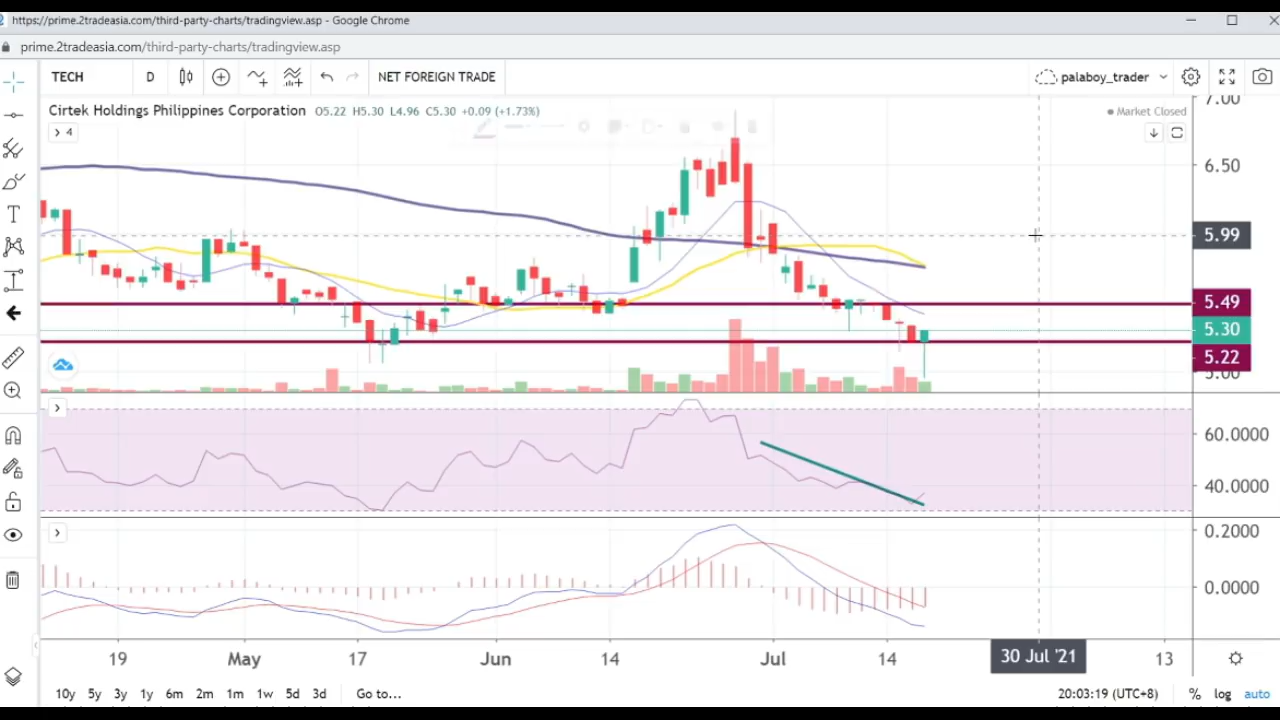 https://prime.2tradeasia.com/third-party-charts/tradingview.asp - Google Chrome
prime.2tradeasia.com/third-party-charts/tradingview.asp
TECH D NET FOREIGN TRADE palaboy_trader
Cirtek Holdings Philippines Corporation O5.22 H5.30 L4.96 C5.30 +0.09 (+1.73%) Market Closed
4
7.00
6.50
5.99
5.49
5.30
5.22
5.00
60.0000
40.0000
0.2000
0.0000
19 May 17 Jun 14 Jul 14 30 Jul '21 13
10y 5y 3y 1y 6m 2m 1m 1w 5d 3d Go to... 20:03:19 (UTC+8) % log auto